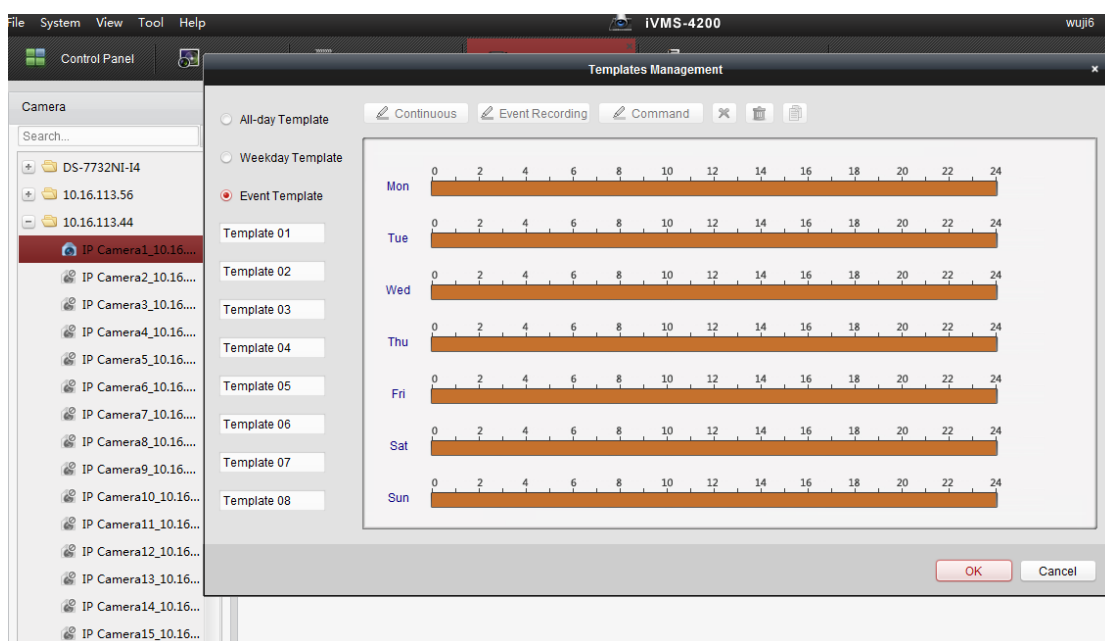 File System View Tool Help
iVMS-4200
wuji6
Control Panel
Templates Management
Camera
Search...
DS-7732NI-I4
10.16.113.56
10.16.113.44
IP Camera1_10.16....
IP Camera2_10.16....
IP Camera3_10.16....
IP Camera4_10.16....
IP Camera5_10.16....
IP Camera6_10.16....
IP Camera7_10.16....
IP Camera8_10.16....
IP Camera9_10.16....
IP Camera10_10.16...
IP Camera11_10.16...
IP Camera12_10.16...
IP Camera13_10.16...
IP Camera14_10.16...
IP Camera15_10.16...
All-day Template
Weekday Template
Event Template
Template 01
Template 02
Template 03
Template 04
Template 05
Template 06
Template 07
Template 08
Continuous Event Recording Command
0 2 4 6 8 10 12 14 16 18 20 22 24
Mon
0 2 4 6 8 10 12 14 16 18 20 22 24
Tue
0 2 4 6 8 10 12 14 16 18 20 22 24
Wed
0 2 4 6 8 10 12 14 16 18 20 22 24
Thu
0 2 4 6 8 10 12 14 16 18 20 22 24
Fri
0 2 4 6 8 10 12 14 16 18 20 22 24
Sat
0 2 4 6 8 10 12 14 16 18 20 22 24
Sun
OK Cancel